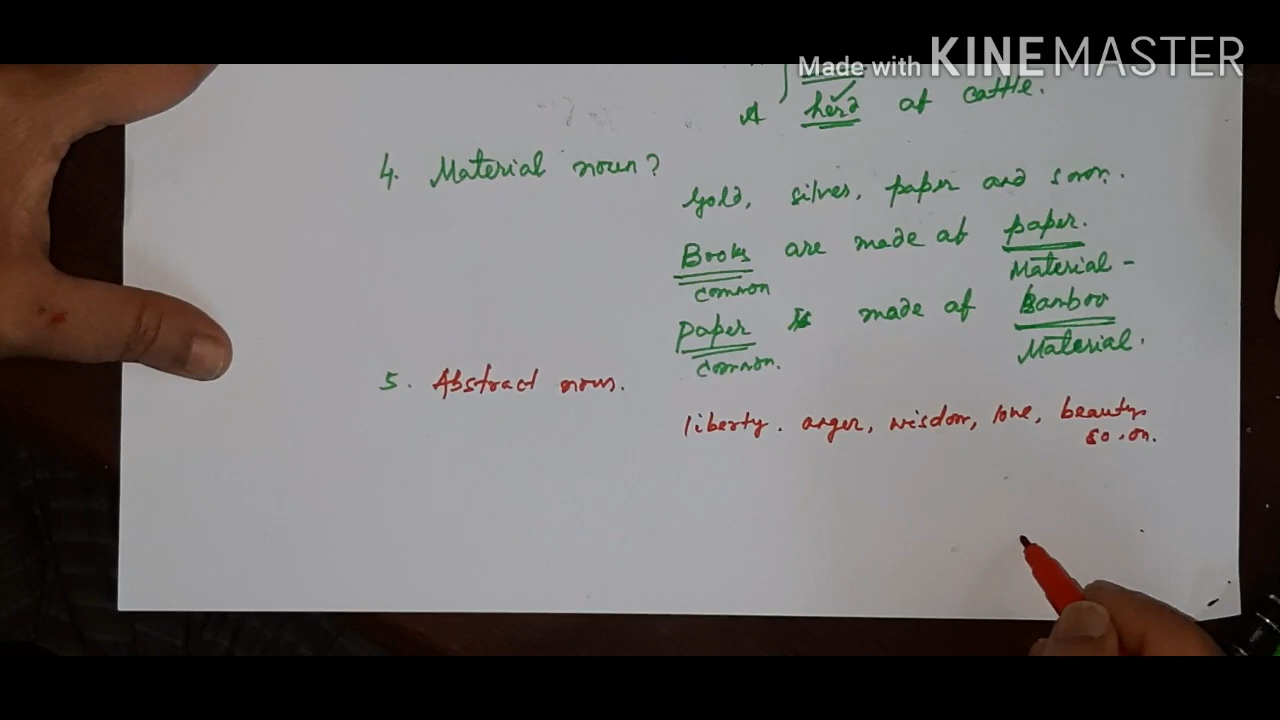 Made with KINEMASTER
A herd of cattle.
4. Material noun?
Gold, silver, paper and so on.
Books are made of paper.
common Material -
paper is made of Bamboo
common. Material.
5. Abstract noun.
liberty. anger, wisdom, love, beauty.
so.on.